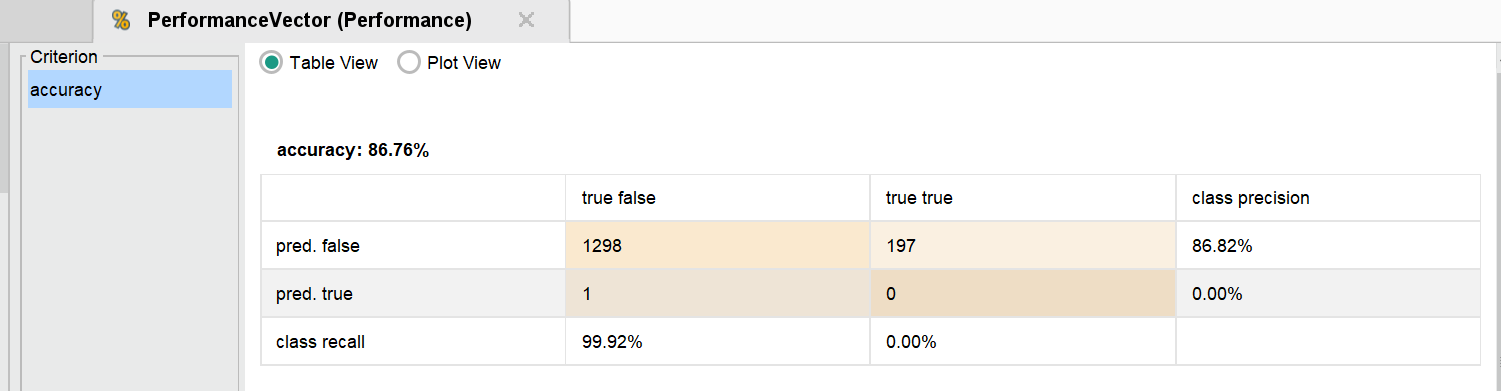 PerformanceVector (Performance)
Criterion
accuracy
Table View Plot View
accuracy: 86.76%
true false true true class precision
pred. false 1298 197 86.82%
pred. true 1 0 0.00%
class recall 99.92% 0.00%